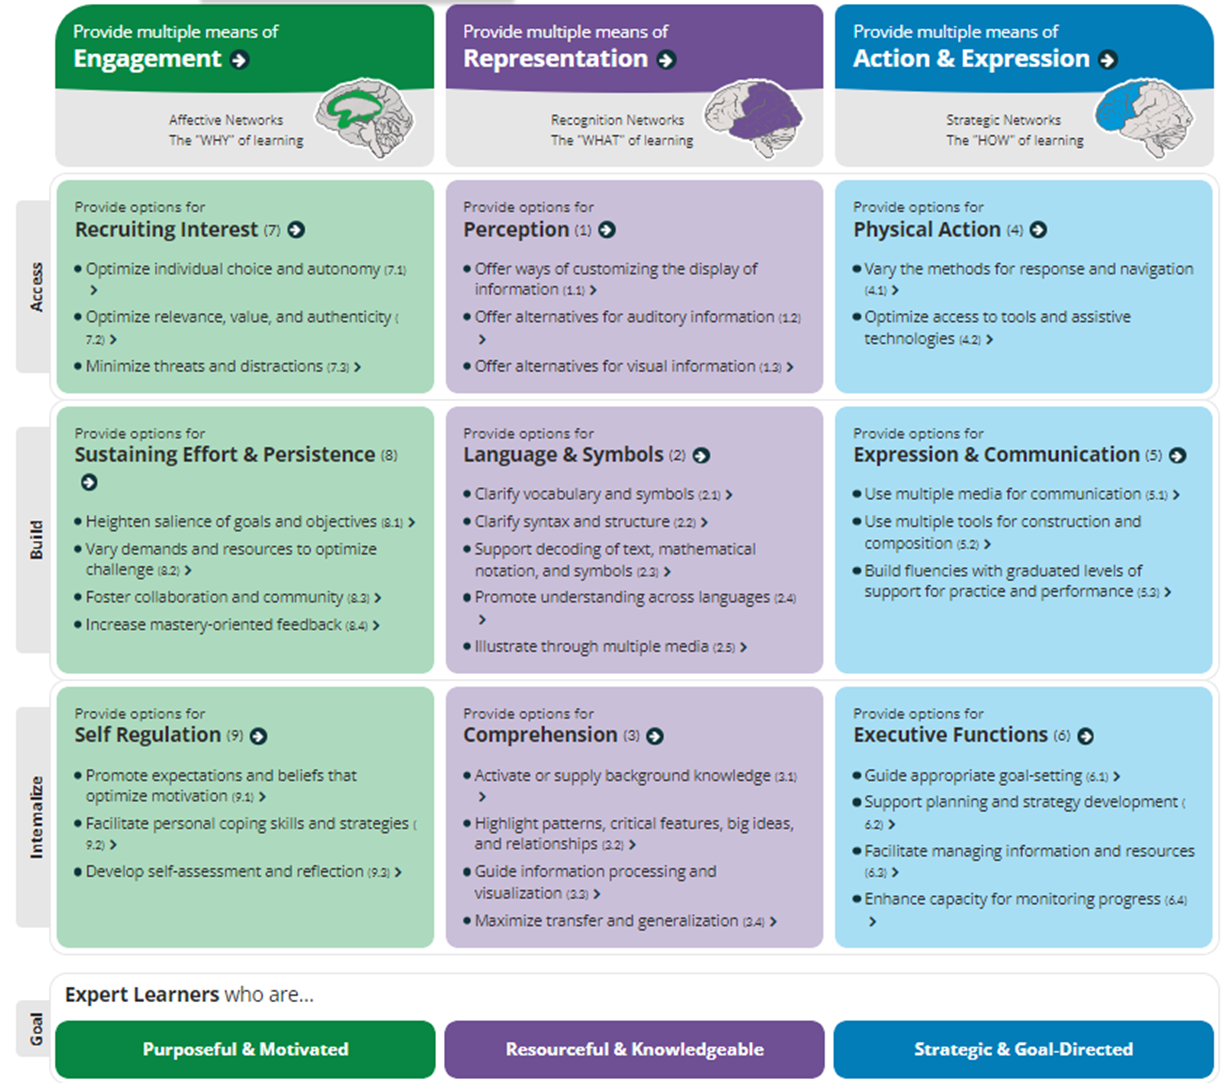 Provide multiple means of
Engagement
Affective Networks
The "WHY" of learning
Provide multiple means of
Representation
Recognition Networks
The "WHAT" of learning
Provide multiple means of
Action & Expression
Strategic Networks
The "HOW" of learning
Access
Provide options for
Recruiting Interest (7)
• Optimize individual choice and autonomy (7.1)
>
• Optimize relevance, value, and authenticity (
7.2) >
• Minimize threats and distractions (7.3) >
Provide options for
Perception (1)
• Offer ways of customizing the display of
information (1.1) >
• Offer alternatives for auditory information (1.2)
>
• Offer alternatives for visual information (1.3) >
Provide options for
Physical Action (4)
• Vary the methods for response and navigation
(4.1) >
• Optimize access to tools and assistive
technologies (4.2) >
Build
Provide options for
Sustaining Effort & Persistence (8)
• Heighten salience of goals and objectives (8.1) >
• Vary demands and resources to optimize
challenge (8.2) >
• Foster collaboration and community (8.3) >
• Increase mastery-oriented feedback (8.4) >
Provide options for
Language & Symbols (2)
• Clarify vocabulary and symbols (2.1) >
• Clarify syntax and structure (2.2) >
• Support decoding of text, mathematical
notation, and symbols (2.3) >
• Promote understanding across languages (2.4)
>
• Illustrate through multiple media (2.5) >
Provide options for
Expression & Communication (5)
• Use multiple media for communication (5.1) >
• Use multiple tools for construction and
composition (5.2) >
• Build fluencies with graduated levels of
support for practice and performance (5.3) >
Internalize
Provide options for
Self Regulation (9)
• Promote expectations and beliefs that
optimize motivation (9.1) >
• Facilitate personal coping skills and strategies (
9.2) >
• Develop self-assessment and reflection (9.3) >
Provide options for
Comprehension (3)
• Activate or supply background knowledge (3.1)
>
• Highlight patterns, critical features, big ideas,
and relationships (3.2) >
• Guide information processing and
visualization (3.3) >
• Maximize transfer and generalization (3.4) >
Provide options for
Executive Functions (6)
• Guide appropriate goal-setting (6.1) >
• Support planning and strategy development (
6.2) >
• Facilitate managing information and resources
(6.3) >
• Enhance capacity for monitoring progress (6.4)
>
Goal
Expert Learners who are...
Purposeful & Motivated
Resourceful & Knowledgeable
Strategic & Goal-Directed